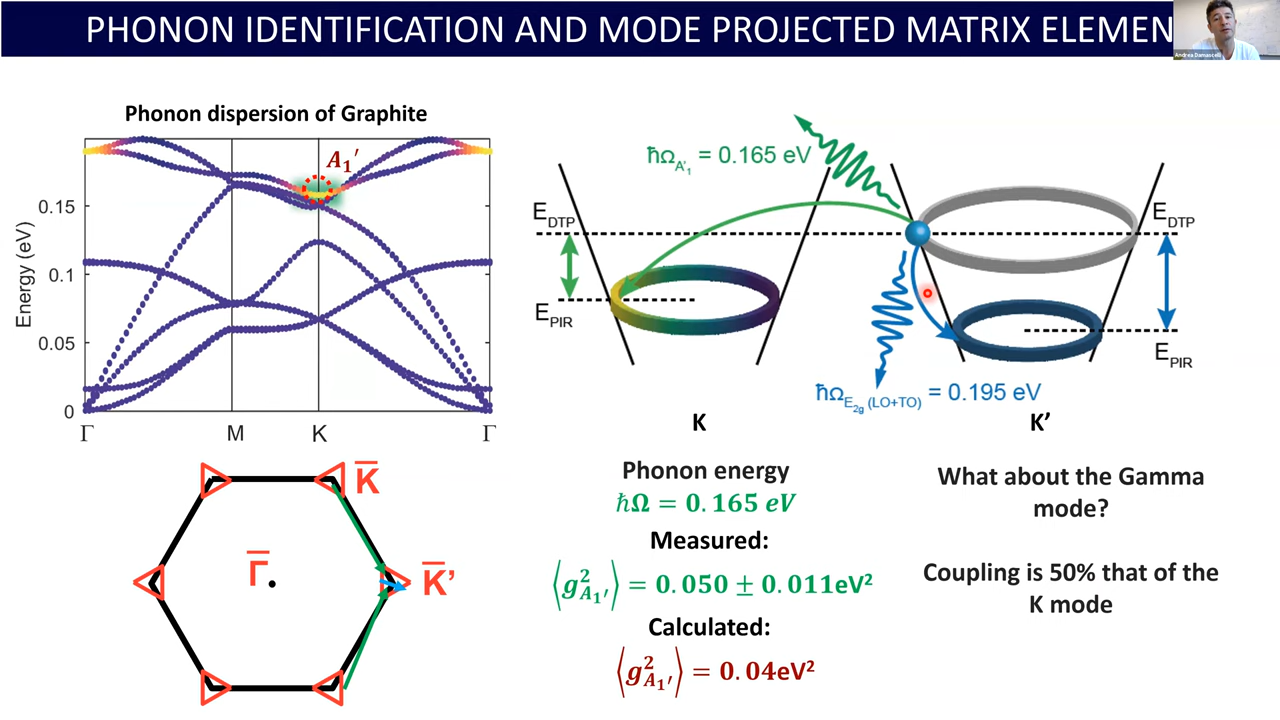 PHONON IDENTIFICATION AND MODE PROJECTED MATRIX ELEMEN
Andrea Damascelli
Phonon dispersion of Graphite
A₁′
Energy (eV)
0.15
0.1
0.05
0
Γ
M
K
Γ
ħΩ_A′₁ = 0.165 eV
E_DTP
E_DTP
E_PIR
E_PIR
ħΩ_E₂g (LO+TO) = 0.195 eV
K
K’
K̅
Γ̅
K̅’
Phonon energy
ħΩ = 0.165 eV
Measured:
⟨g²_A₁′⟩ = 0.050 ± 0.011eV²
Calculated:
⟨g²_A₁′⟩ = 0.04eV²
What about the Gamma
mode?
Coupling is 50% that of the
K mode